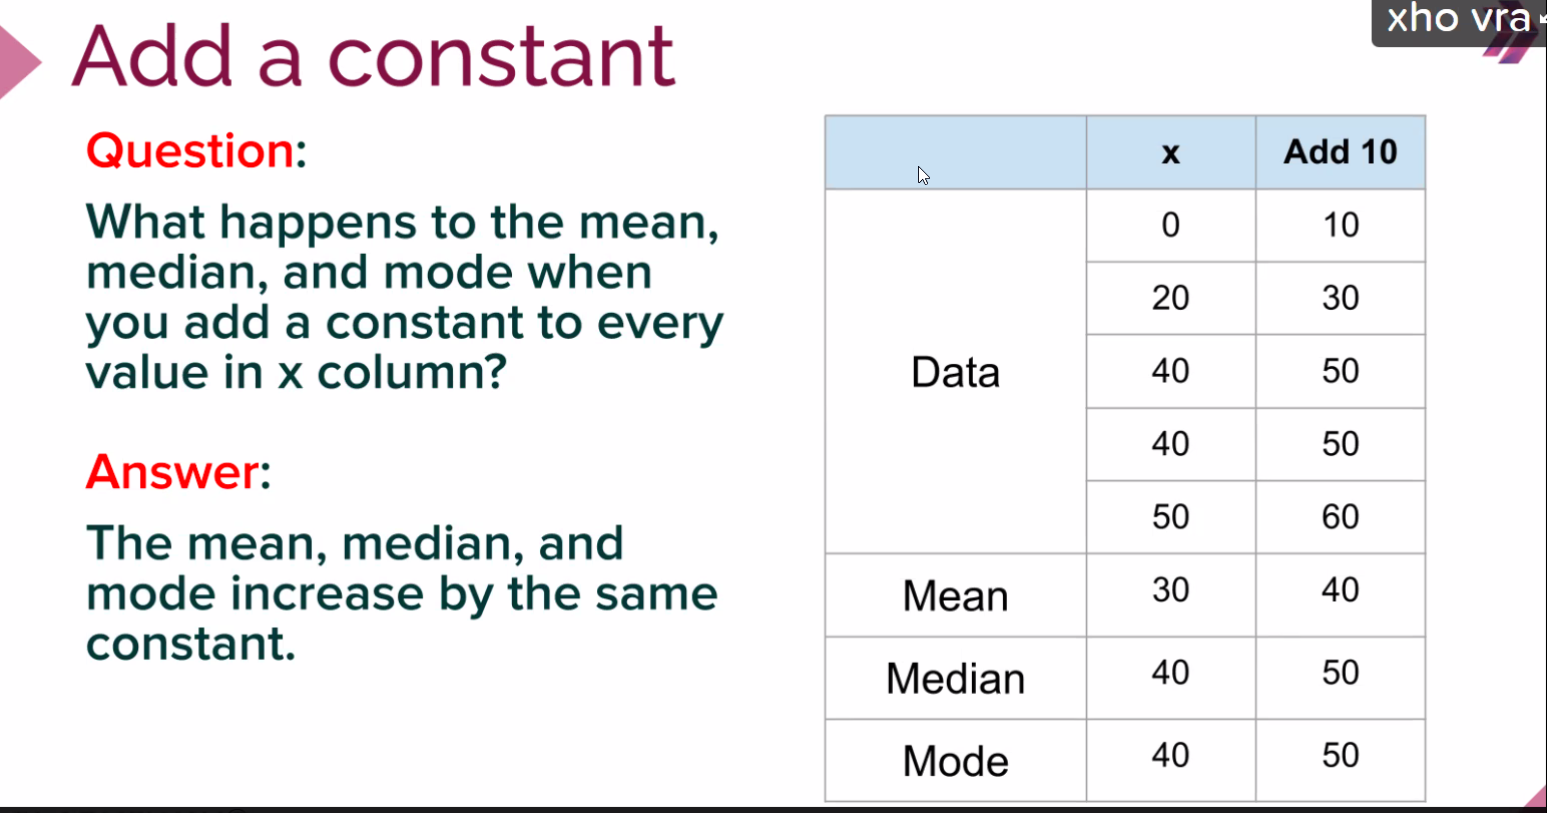 xho vra
Add a constant
Question:
What happens to the mean,
median, and mode when
you add a constant to every
value in x column?
Answer:
The mean, median, and
mode increase by the same
constant.
x Add 10
Data
0 10
20 30
40 50
40 50
50 60
Mean 30 40
Median 40 50
Mode 40 50